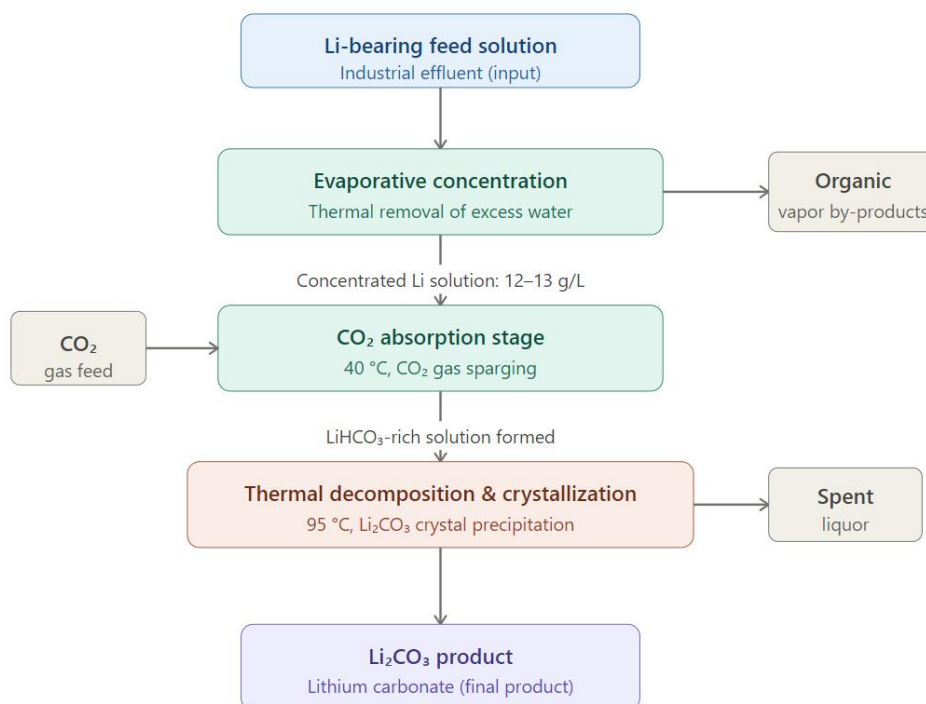 Li-bearing feed solution
Industrial effluent (input)
Evaporative concentration
Thermal removal of excess water
Organic
vapor by-products
Concentrated Li solution: 12–13 g/L
CO₂
gas feed
CO₂ absorption stage
40 °C, CO₂ gas sparging
LiHCO₃-rich solution formed
Thermal decomposition & crystallization
95 °C, Li₂CO₃ crystal precipitation
Spent
liquor
Li₂CO₃ product
Lithium carbonate (final product)